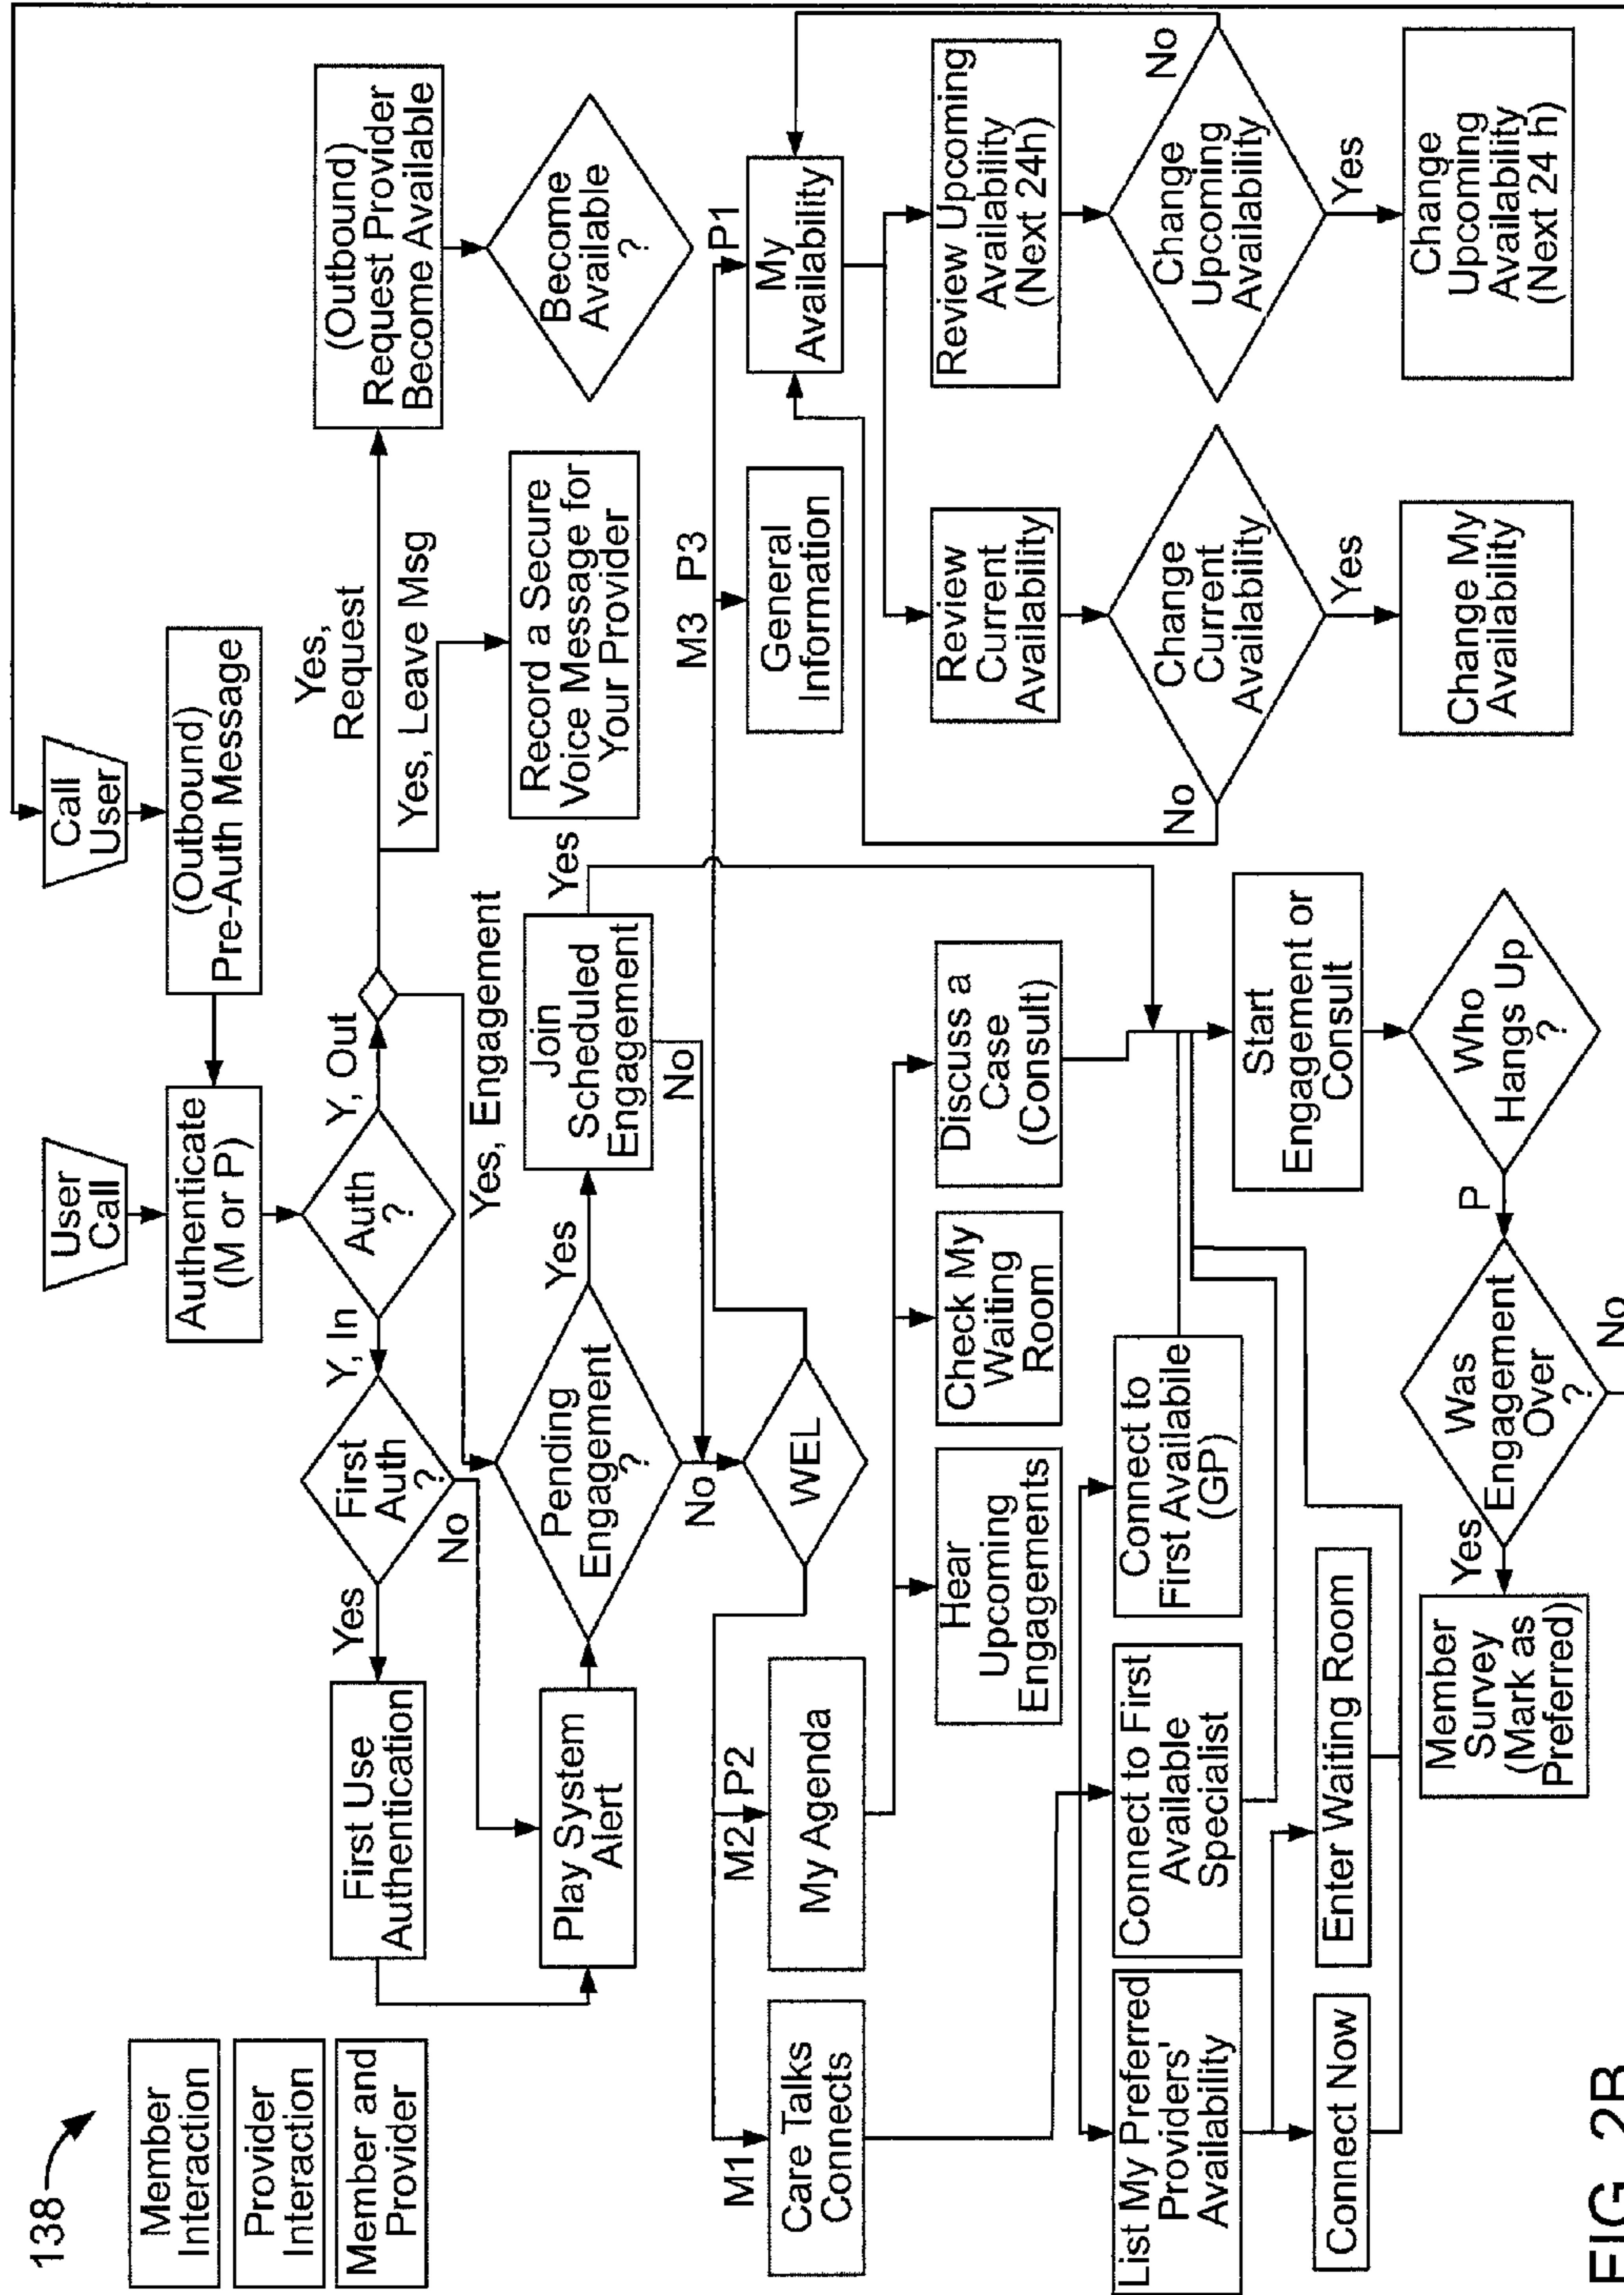 138
Member
Interaction
Provider
Interaction
Member and
Provider
User
Call
Call
User
Authenticate
(M or P)
(Outbound)
Pre-Auth Message
Auth
?
Y, In
Y, Out
First
Auth
?
Yes
No
First Use
Authentication
Yes,
Request
Yes, Leave Msg
Yes, Engagement
(Outbound)
Request Provider
Become Available
Become
Available
?
Record a Secure
Voice Message for
Your Provider
Play System
Alert
Pending
Engagement
?
Yes
No
Join
Scheduled
Engagement
Yes
No
WEL
M1
M2
P2
M3
P3
P1
Care Talks
Connects
My Agenda
General
Information
My
Availability
Hear
Upcoming
Engagements
Check My
Waiting
Room
Discuss a
Case
(Consult)
Review
Current
Availability
Review Upcoming
Availability
(Next 24h)
List My Preferred
Providers'
Availability
Connect to First
Available
Specialist
Connect to
First Availabile
(GP)
Change
Current
Availability
No
Yes
Change
Upcoming
Availability
No
Yes
Start
Engagement or
Consult
Connect Now
Enter Waiting Room
Change My
Availability
Change
Upcoming
Availability
(Next 24 h)
Who
Hangs Up
?
P
Was
Engagement
Over
?
Yes
No
Member
Survey
(Mark as
Preferred)
FIG. 2B